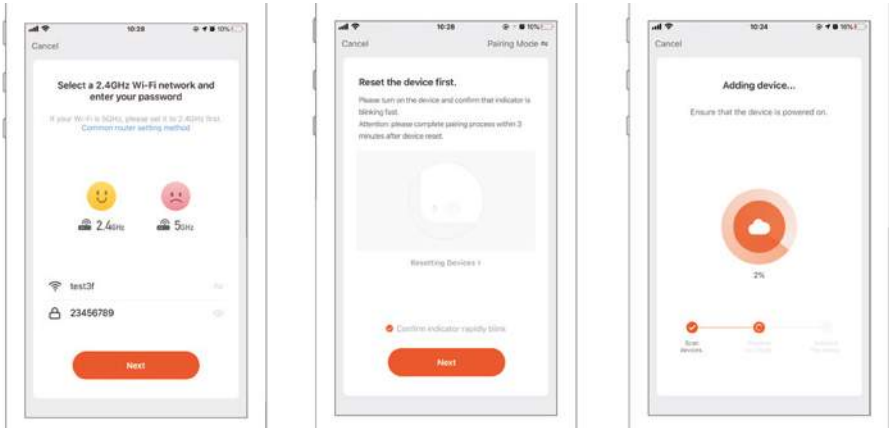 10:28
10%
Cancel
Select a 2.4GHz Wi-Fi network and
enter your password
If your Wi-Fi is 5GHz, please set it to 2.4GHz first.
Common router setting method
2.4GHz
5GHz
test3f
23456789
Next
10:28
10%
Cancel
Pairing Mode
Reset the device first.
Please turn on the device and confirm that indicator is
blinking fast.
Attention: please complete pairing process within 3
minutes after device reset.
Resetting Devices >
Confirm indicator rapidly blink
Next
10:24
10%
Cancel
Adding device...
Ensure that the device is powered on.
2%
Scan
devices.